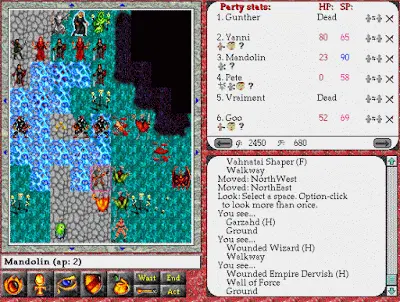 Party stats: HP: SP:
1. Gunther Dead
2. Yanni 80 65
?
3. Mandolin 23 90
?
4. Pete 0 58
?
5. Vraiment Dead
6. Goo 52 69
?
2450 680
Vahnatai Shaper (F)
Walkway
Moved: NorthWest
Moved: NorthEast
Look: Select a space. Option-click
to look more than once.
You see...
Garzahd (H)
Ground
You see...
Wounded Wizard (H)
Walkway
You see...
Wounded Empire Dervish (H)
Wall of Force
Ground
Mandolin (ap: 2)
Wait End
Act